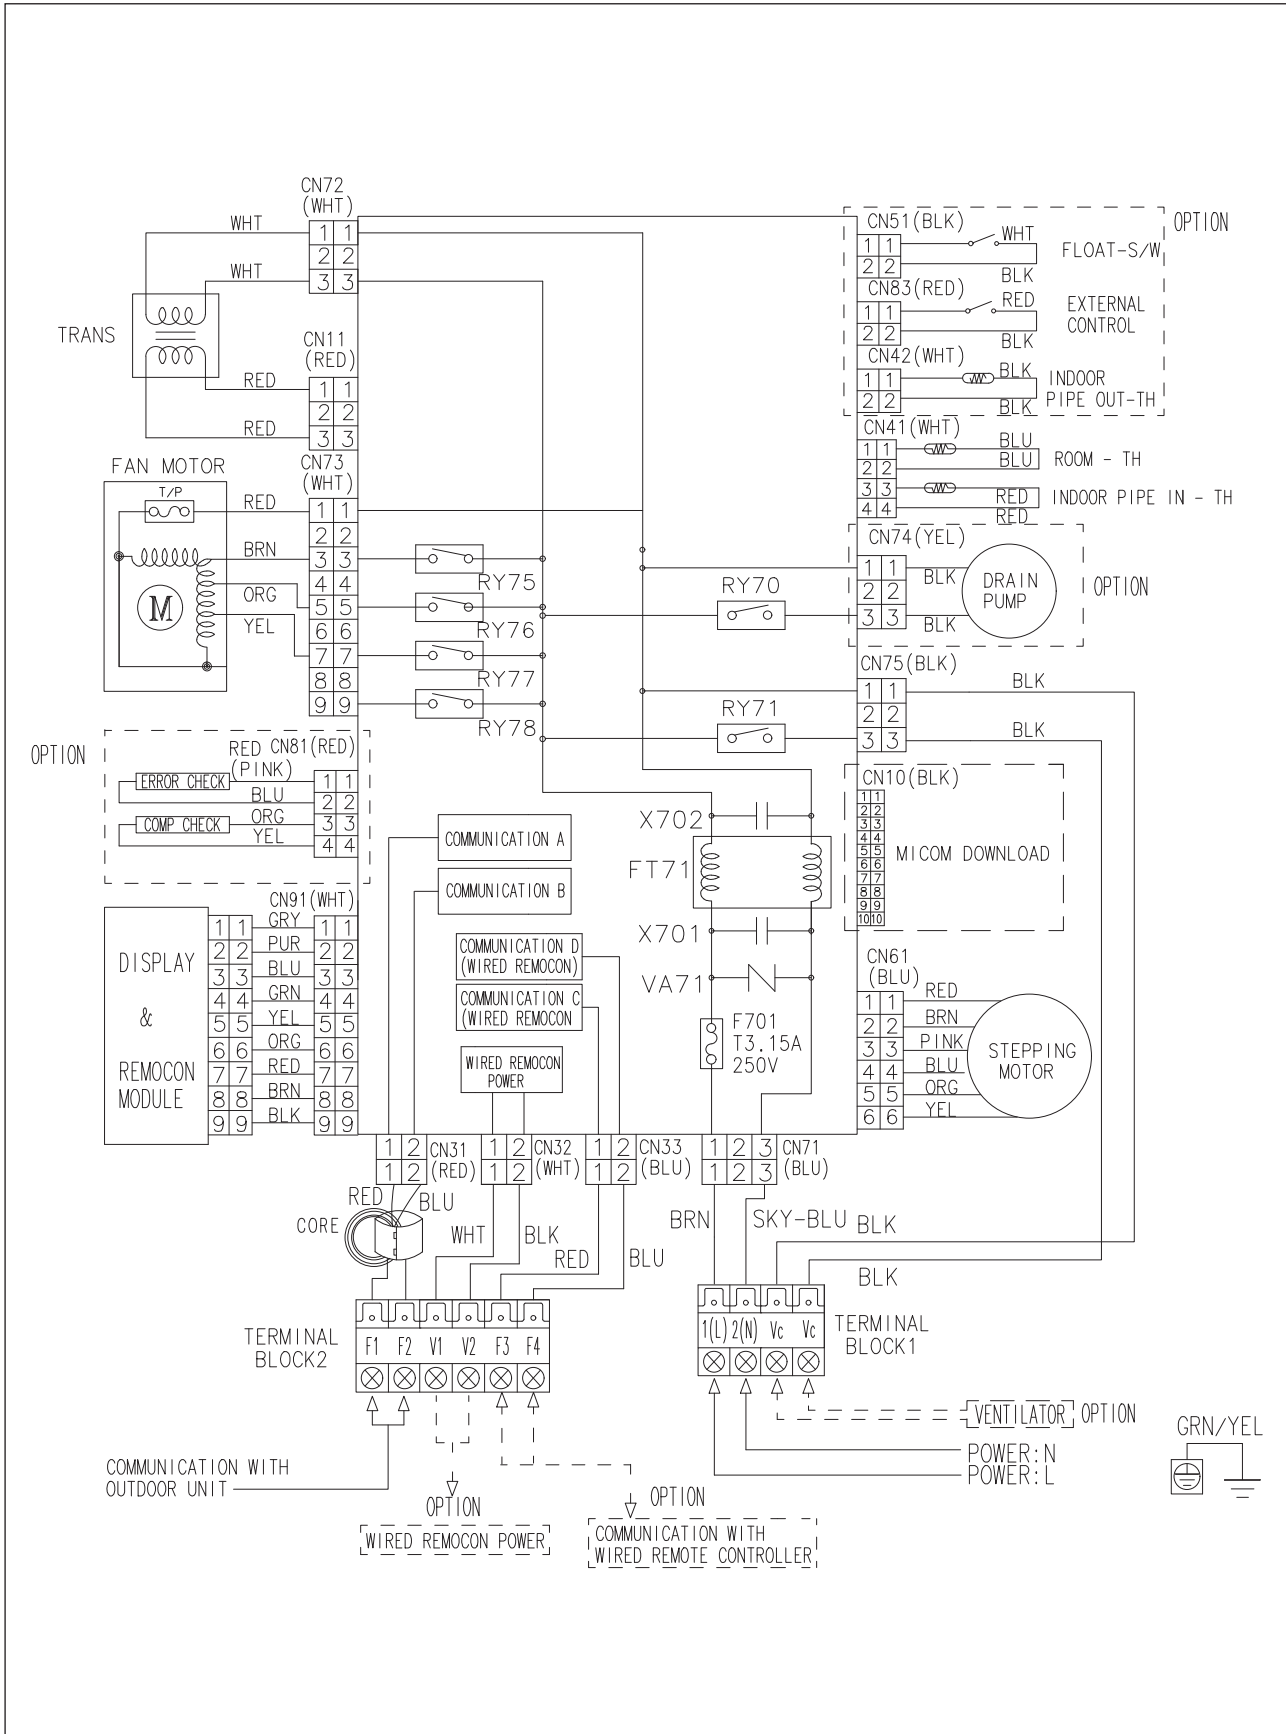 CN72
(WHT)
WHT
1 1
2 2
3 3
WHT
TRANS
CN11
(RED)
RED
1 1
2 2
3 3
RED
FAN MOTOR
T/P
M
CN73
(WHT)
RED
BRN
ORG
YEL
1 1
2 2
3 3
4 4
5 5
6 6
7 7
8 8
9 9
RY75
RY76
RY77
RY78
RY70
RY71
CN51(BLK)
OPTION
1 1
2 2
WHT
BLK
FLOAT-S/W
CN83(RED)
1 1
2 2
RED
BLK
EXTERNAL
CONTROL
CN42(WHT)
1 1
2 2
BLK
BLK
INDOOR
PIPE OUT-TH
CN41(WHT)
1 1
2 2
3 3
4 4
BLU
BLU
ROOM - TH
RED
RED
INDOOR PIPE IN - TH
CN74(YEL)
1 1
2 2
3 3
BLK
BLK
DRAIN
PUMP
OPTION
CN75(BLK)
1 1
2 2
3 3
BLK
BLK
OPTION
RED CN81(RED)
(PINK)
ERROR CHECK
BLU
ORG
COMP CHECK
YEL
1 1
2 2
3 3
4 4
COMMUNICATION A
COMMUNICATION B
COMMUNICATION D
(WIRED REMOCON)
COMMUNICATION C
(WIRED REMOCON
WIRED REMOCON
POWER
X702
FT71
X701
VA71
F701
T3.15A
250V
CN10(BLK)
1 1
2 2
3 3
4 4
5 5
6 6
7 7
8 8
9 9
10 10
MICOM DOWNLOAD
CN91(WHT)
DISPLAY
&
REMOCON
MODULE
1 1 GRY 1 1
2 2 PUR 2 2
3 3 BLU 3 3
4 4 GRN 4 4
5 5 YEL 5 5
6 6 ORG 6 6
7 7 RED 7 7
8 8 BRN 8 8
9 9 BLK 9 9
CN61
(BLU)
1 1 RED
2 2 BRN
3 3 PINK
4 4 BLU
5 5 ORG
6 6 YEL
STEPPING
MOTOR
1 2
1 2
CN31
(RED)
1 2
1 2
CN32
(WHT)
1 2
1 2
CN33
(BLU)
1 2 3
1 2 3
CN71
(BLU)
RED
BLU
CORE
WHT
BLK
RED
BLU
BRN
SKY-BLU
BLK
BLK
TERMINAL
BLOCK2
F1 F2 V1 V2 F3 F4
1(L) 2(N) Vc Vc
TERMINAL
BLOCK1
VENTILATOR OPTION
POWER:N
POWER:L
GRN/YEL
COMMUNICATION WITH
OUTDOOR UNIT
OPTION
WIRED REMOCON POWER
OPTION
COMMUNICATION WITH
WIRED REMOTE CONTROLLER